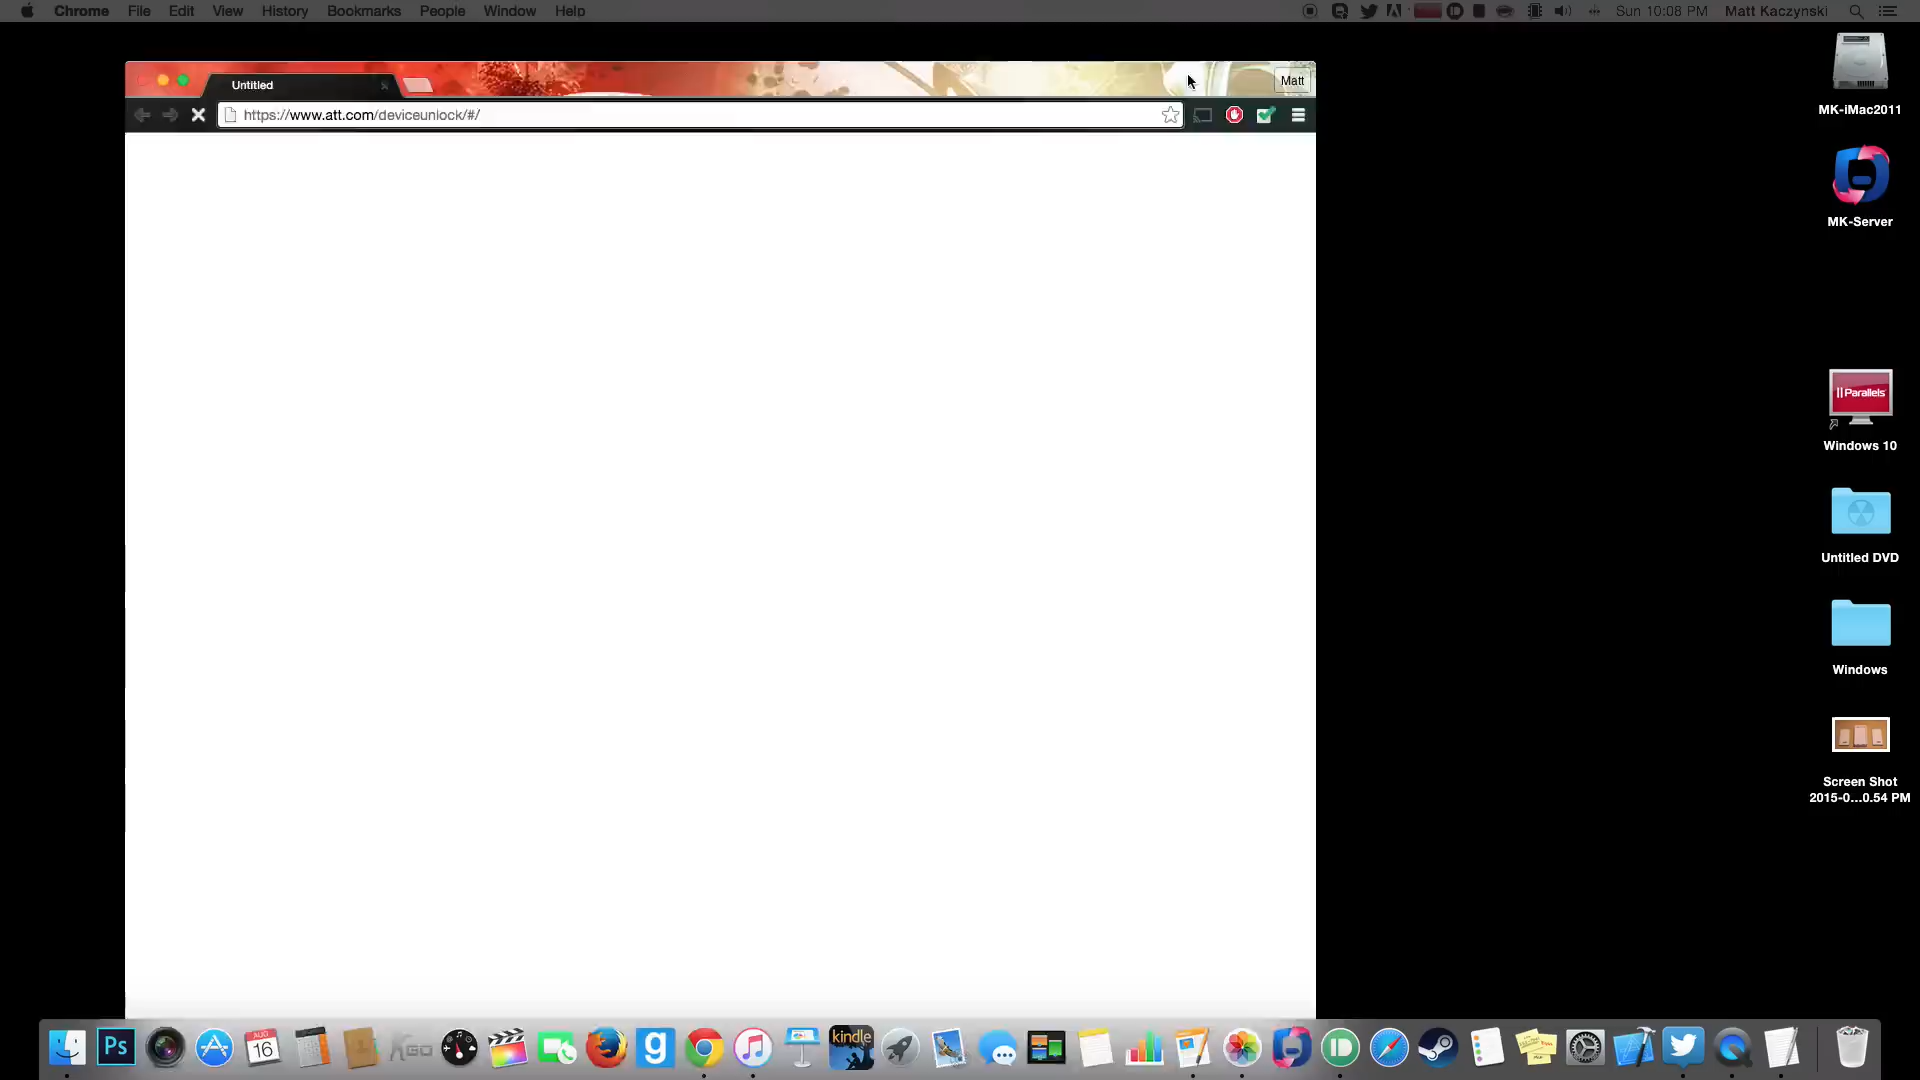 Chrome File Edit View History Bookmarks People Window Help
Sun 10:08 PM Matt Kaczynski
Untitled
Matt
https://www.att.com/deviceunlock/#/
MK-iMac2011
MK-Server
Parallels
Windows 10
Untitled DVD
Windows
Screen Shot
2015-0...0.54 PM
Ps
AUG
16
g
kindle